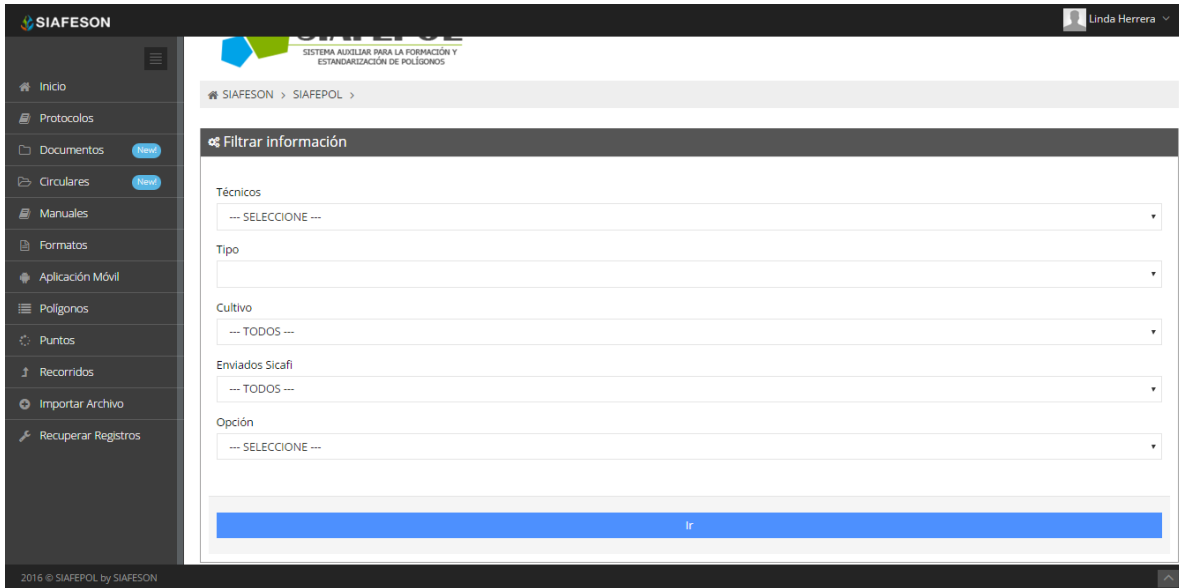 SIAFESON
Linda Herrera
SIAFEPOL
SISTEMA AUXILIAR PARA LA FORMACIÓN Y
ESTANDARIZACIÓN DE POLÍGONOS
Inicio
Protocolos
Documentos New!
Circulares New!
Manuales
Formatos
Aplicación Móvil
Polígonos
Puntos
Recorridos
Importar Archivo
Recuperar Registros
SIAFESON > SIAFEPOL >
Filtrar información
Técnicos
--- SELECCIONE ---
Tipo
Cultivo
--- TODOS ---
Enviados Sicafi
--- TODOS ---
Opción
--- SELECCIONE ---
Ir
2016 © SIAFEPOL by SIAFESON